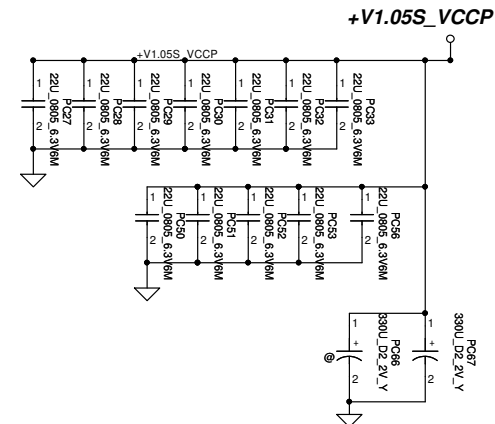 +V1.05S_VCCP
+V1.05S_VCCP
1
2
22U_0805_6.3V6M
PC27
1
2
22U_0805_6.3V6M
PC28
1
2
22U_0805_6.3V6M
PC29
1
2
22U_0805_6.3V6M
PC30
1
2
22U_0805_6.3V6M
PC31
1
2
22U_0805_6.3V6M
PC32
1
2
22U_0805_6.3V6M
PC33
1
2
22U_0805_6.3V6M
PC50
1
2
22U_0805_6.3V6M
PC51
1
2
22U_0805_6.3V6M
PC52
1
2
22U_0805_6.3V6M
PC53
1
2
22U_0805_6.3V6M
PC56
1
+
2
@
330U_D2_2V_Y
PC66
1
+
2
330U_D2_2V_Y
PC67